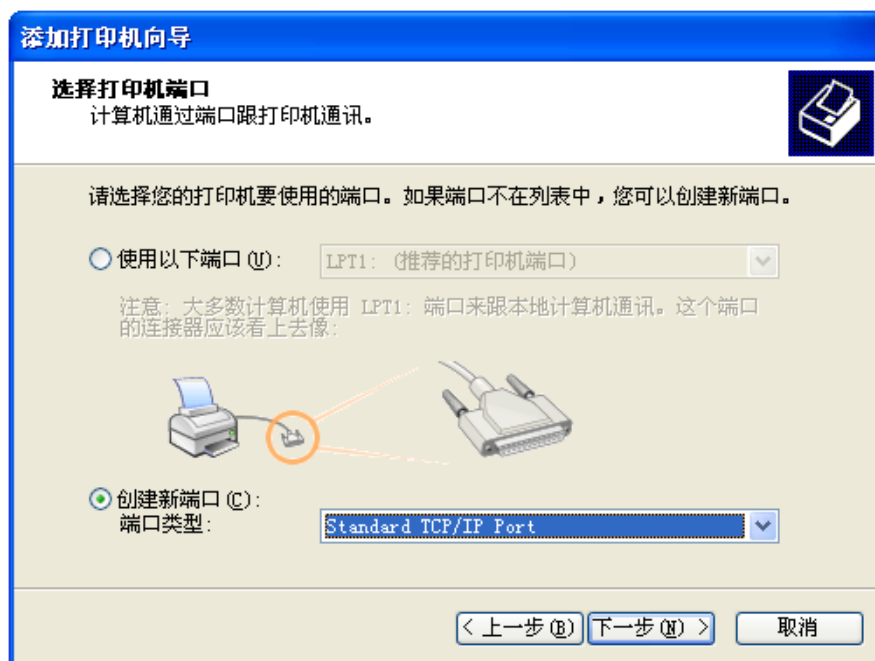 添加打印机向导
选择打印机端口
计算机通过端口跟打印机通讯。
请选择您的打印机要使用的端口。如果端口不在列表中，您可以创建新端口。
使用以下端口(U): LPT1: (推荐的打印机端口)
注意: 大多数计算机使用 LPT1: 端口来跟本地计算机通讯。这个端口
的连接器应该看上去像:
创建新端口(C):
端口类型: Standard TCP/IP Port
< 上一步(B) 下一步(N) > 取消